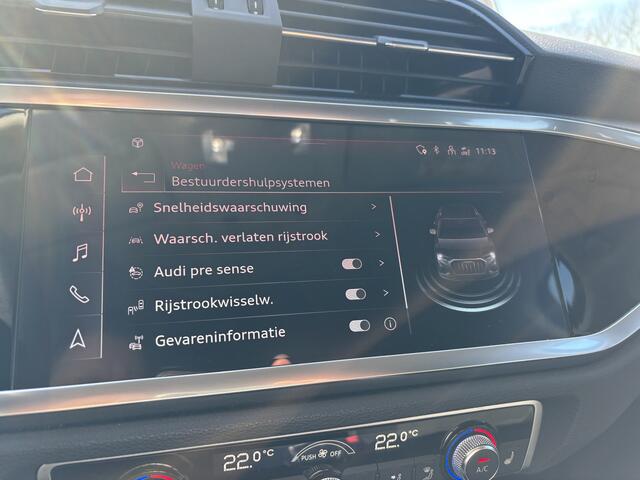 Wagen
11:13
Bestuurdershulpsystemen
Snelheidswaarschuwing
Waarsch. verlaten rijstrook
Audi pre sense
Rijstrookwisselw.
Gevareninformatie
22.0°C
PUSH OFF
22.0°C
A/C